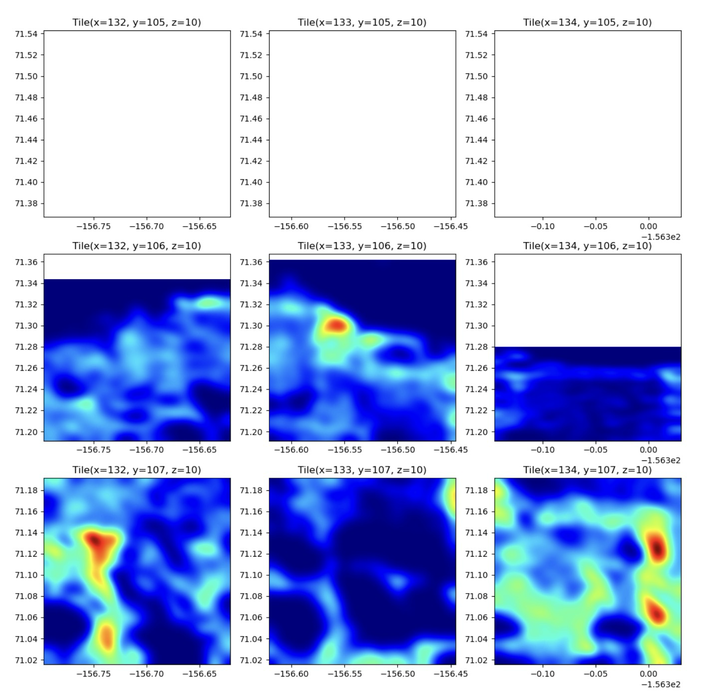 Tile(x=132, y=105, z=10) Tile(x=133, y=105, z=10) Tile(x=134, y=105, z=10)
71.54 71.54 71.54
71.52 71.52 71.52
71.50 71.50 71.50
71.48 71.48 71.48
71.46 71.46 71.46
71.44 71.44 71.44
71.42 71.42 71.42
71.40 71.40 71.40
71.38 71.38 71.38
−156.75 −156.70 −156.65 −156.60 −156.55 −156.50 −156.45 −0.10 −0.05 0.00
−1.563e2
Tile(x=132, y=106, z=10) Tile(x=133, y=106, z=10) Tile(x=134, y=106, z=10)
71.36 71.36 71.36
71.34 71.34 71.34
71.32 71.32 71.32
71.30 71.30 71.30
71.28 71.28 71.28
71.26 71.26 71.26
71.24 71.24 71.24
71.22 71.22 71.22
71.20 71.20 71.20
−156.75 −156.70 −156.65 −156.60 −156.55 −156.50 −156.45 −0.10 −0.05 0.00
−1.563e2
Tile(x=132, y=107, z=10) Tile(x=133, y=107, z=10) Tile(x=134, y=107, z=10)
71.18 71.18 71.18
71.16 71.16 71.16
71.14 71.14 71.14
71.12 71.12 71.12
71.10 71.10 71.10
71.08 71.08 71.08
71.06 71.06 71.06
71.04 71.04 71.04
71.02 71.02 71.02
−156.75 −156.70 −156.65 −156.60 −156.55 −156.50 −156.45 −0.10 −0.05 0.00
−1.563e2